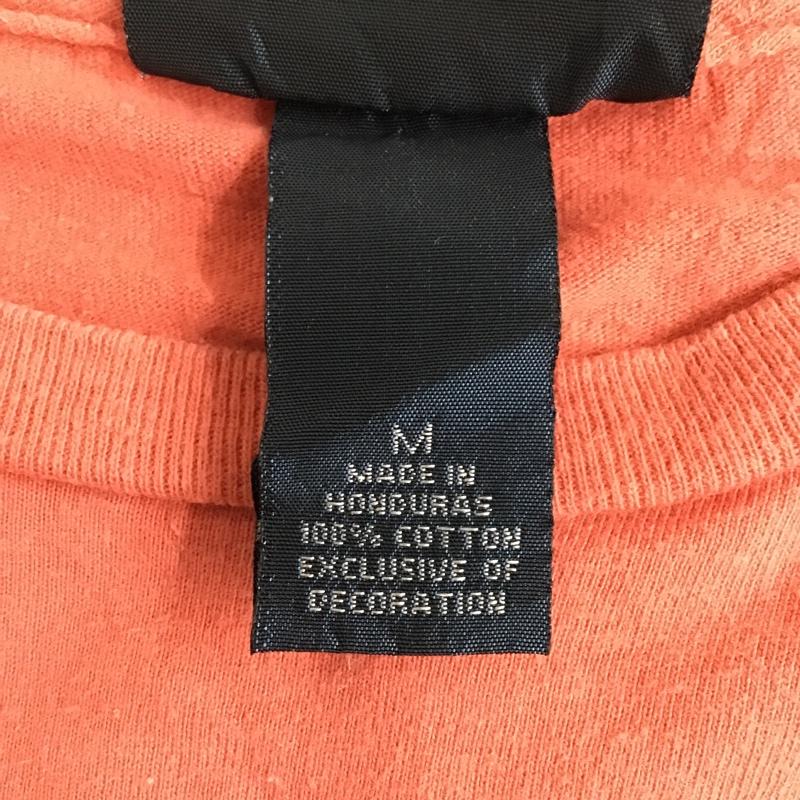 M
MADE IN
HONDURAS
100% COTTON
EXCLUSIVE OF
DECORATION